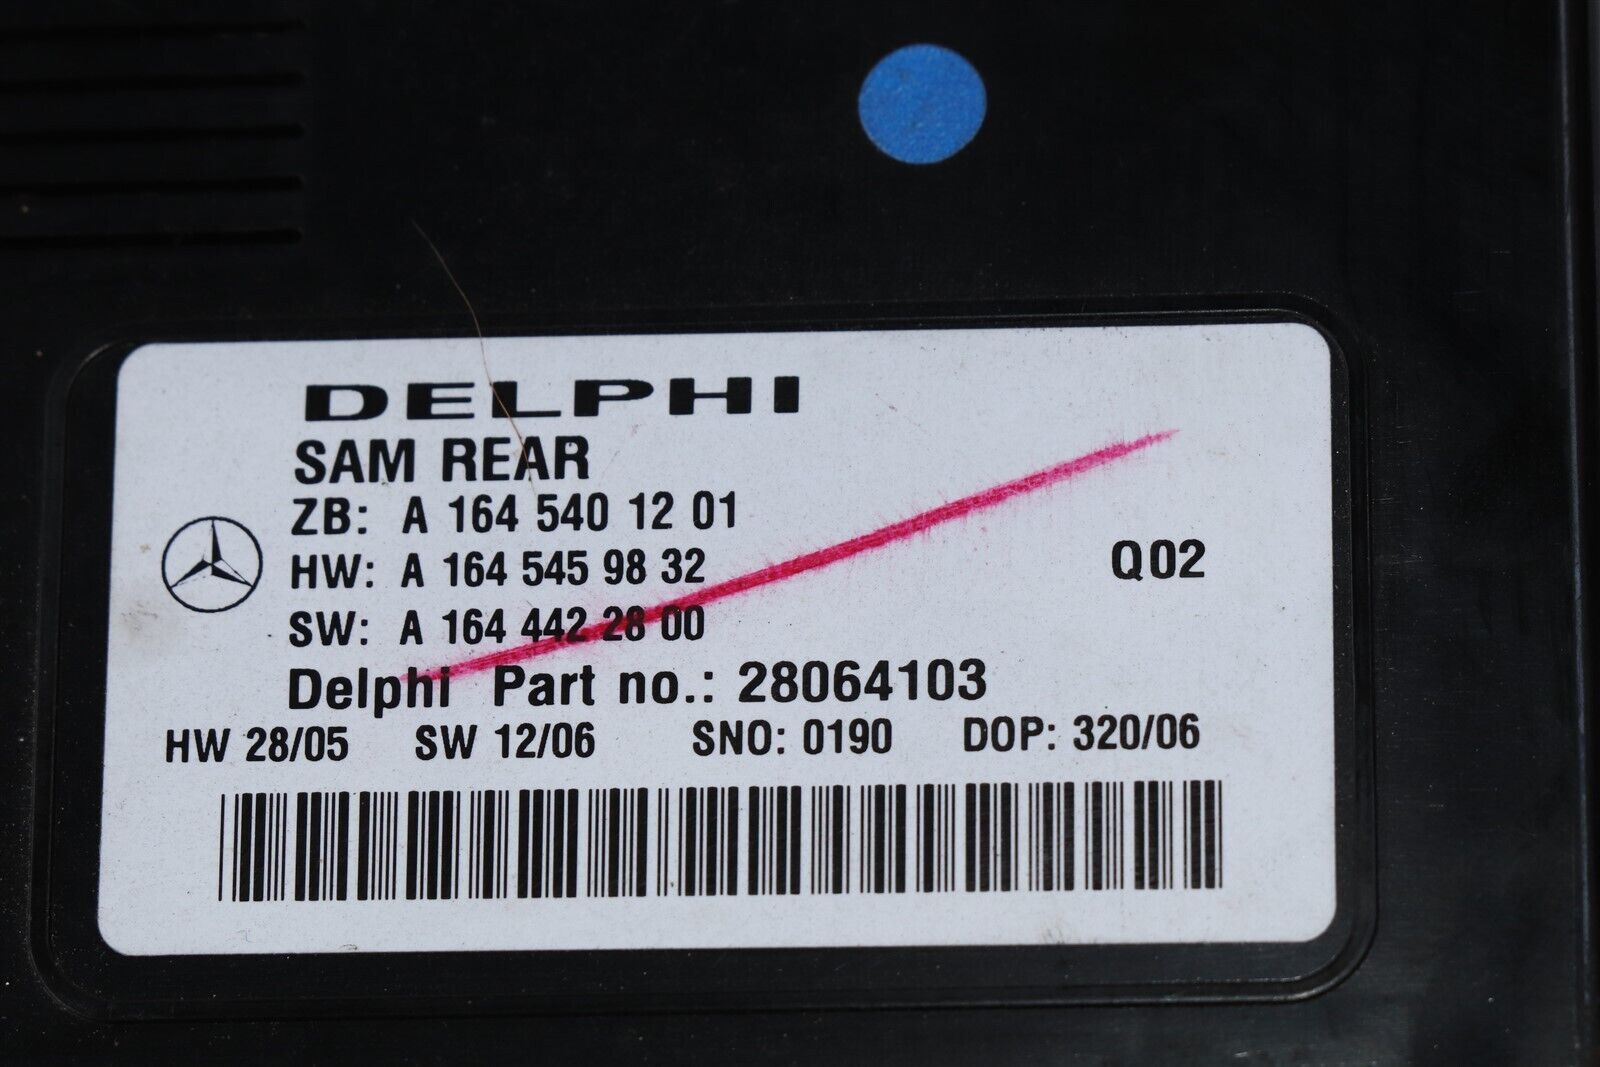 DELPHI
SAM REAR
ZB: A 164 540 12 01
HW: A 164 545 98 32
Q02
SW: A 164 442 28 00
Delphi Part no.: 28064103
HW 28/05 SW 12/06 SNO: 0190 DOP: 320/06